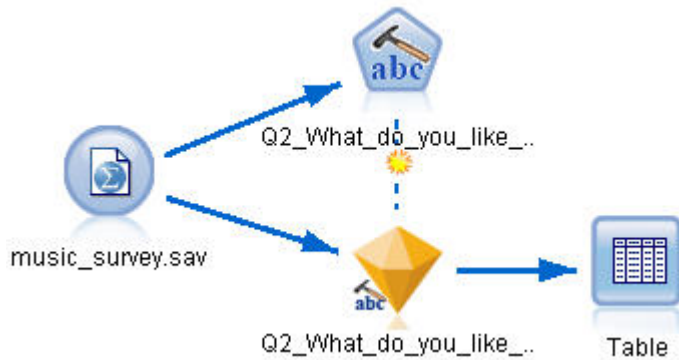 abc
Q2_What_do_you_like_..
music_survey.sav
abc
Q2_What_do_you_like_..
Table